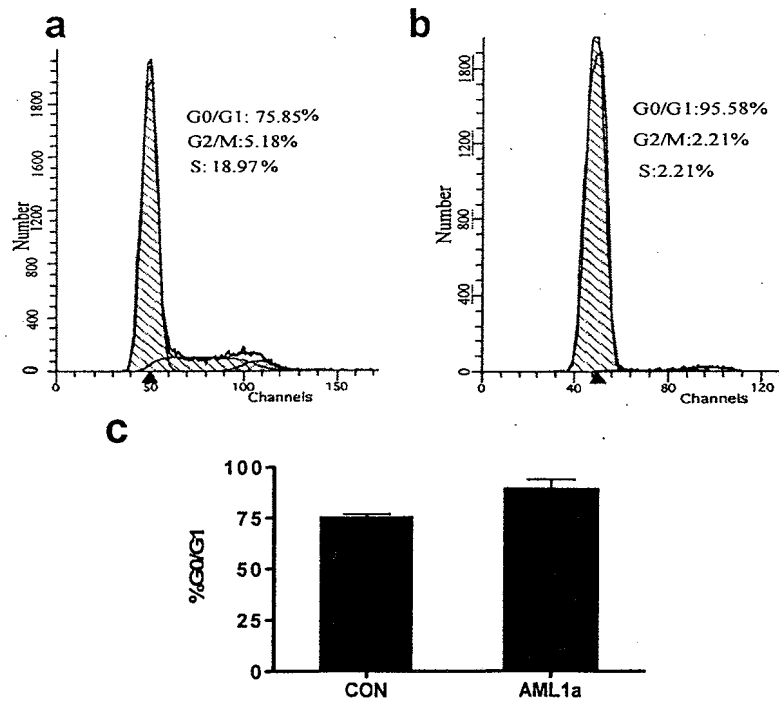 a
G0/G1: 75.85%
G2/M:5.18%
S: 18.97%
Number
1800
1600
1200
800
400
0
0
50
100
150
Channels
b
G0/G1:95.58%
G2/M:2.21%
S:2.21%
Number
1800
1200
800
400
0
0
40
80
120
Channels
c
%G0/G1
100
75
50
25
0
CON
AML1a